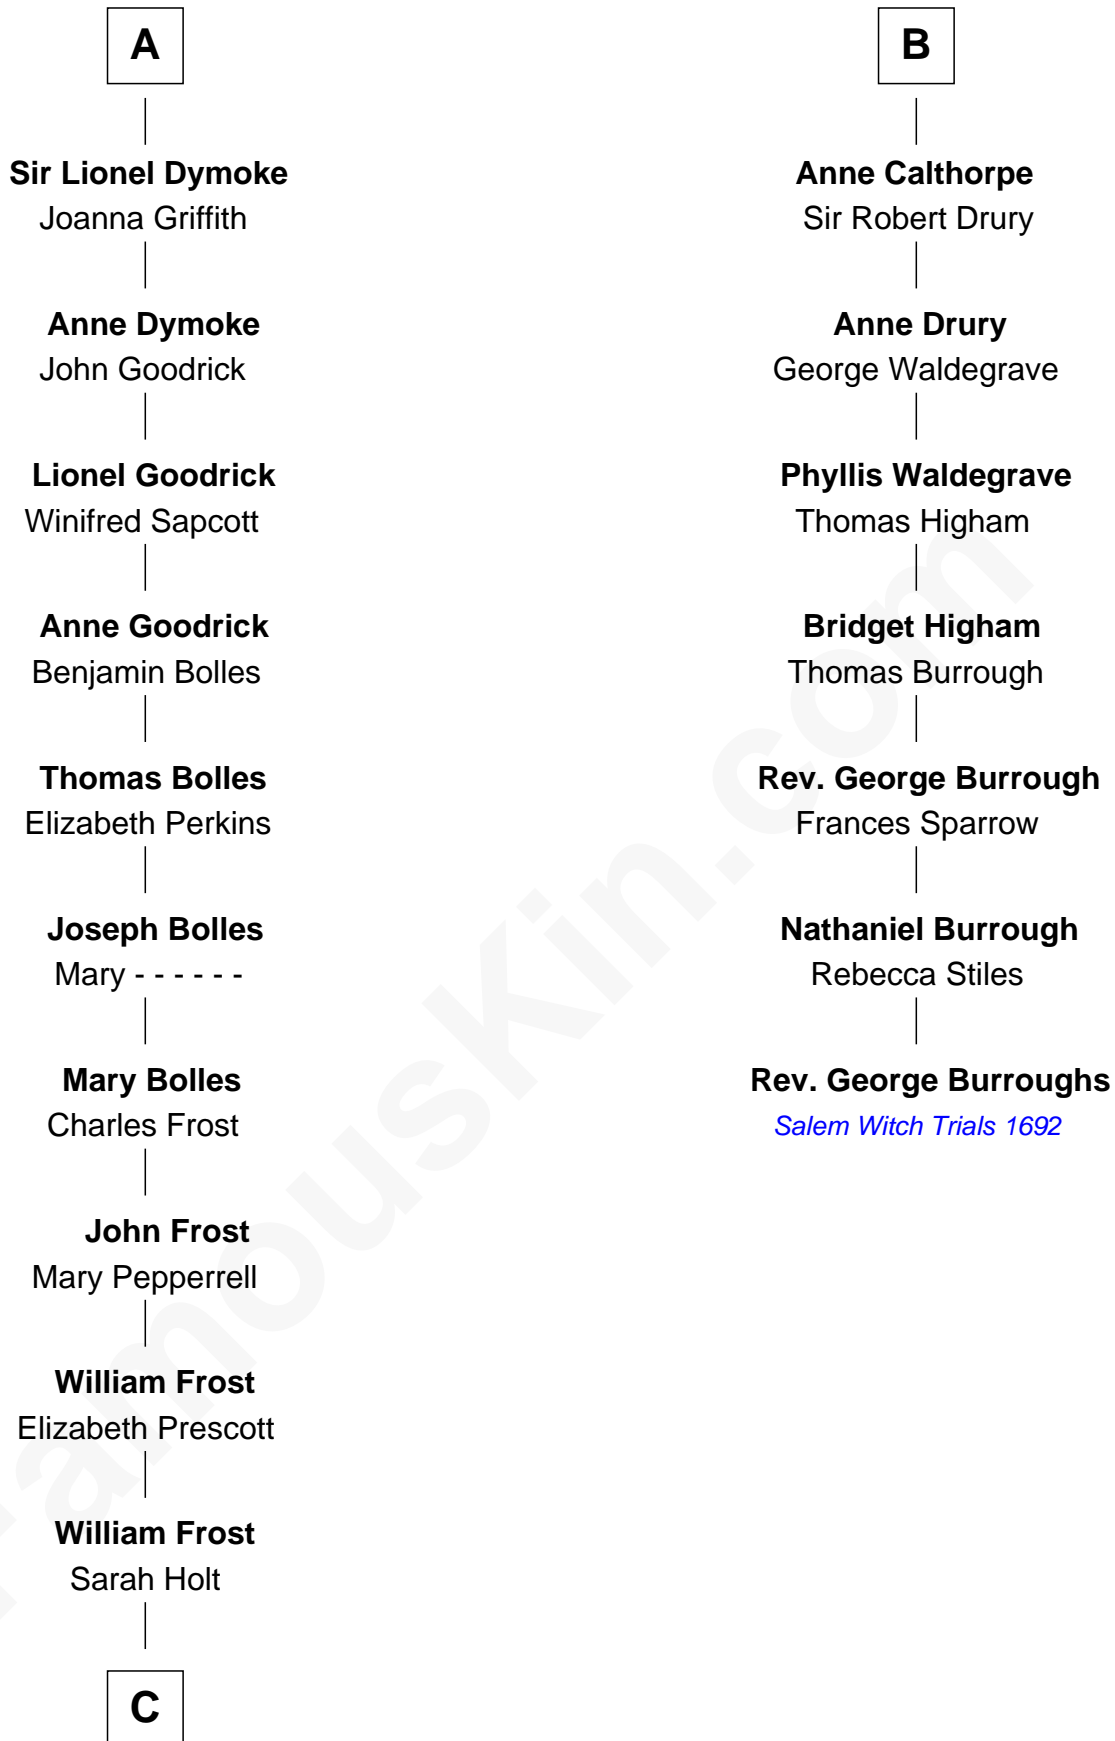 A
Sir Lionel Dymoke
Joanna Griffith
Anne Dymoke
John Goodrick
Lionel Goodrick
Winifred Sapcott
Anne Goodrick
Benjamin Bolles
Thomas Bolles
Elizabeth Perkins
Joseph Bolles
Mary - - - - - -
Mary Bolles
Charles Frost
John Frost
Mary Pepperrell
William Frost
Elizabeth Prescott
William Frost
Sarah Holt
C
B
Anne Calthorpe
Sir Robert Drury
Anne Drury
George Waldegrave
Phyllis Waldegrave
Thomas Higham
Bridget Higham
Thomas Burrough
Rev. George Burrough
Frances Sparrow
Nathaniel Burrough
Rebecca Stiles
Rev. George Burroughs
Salem Witch Trials 1692
FamousKin.com